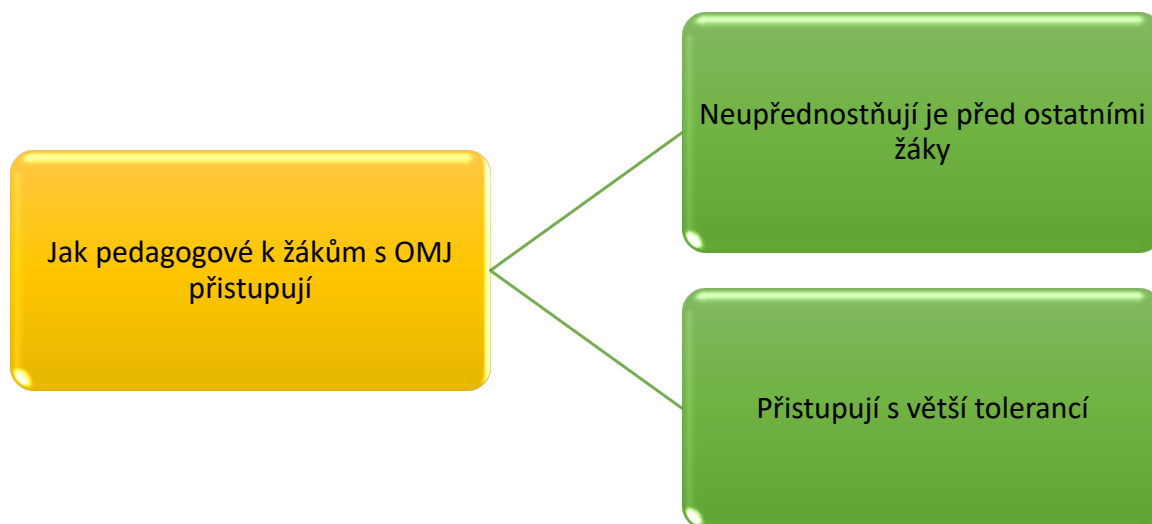 Jak pedagogové k žákům s OMJ
přistupují
Neupřednostňují je před ostatními
žáky
Přistupují s větší tolerancí